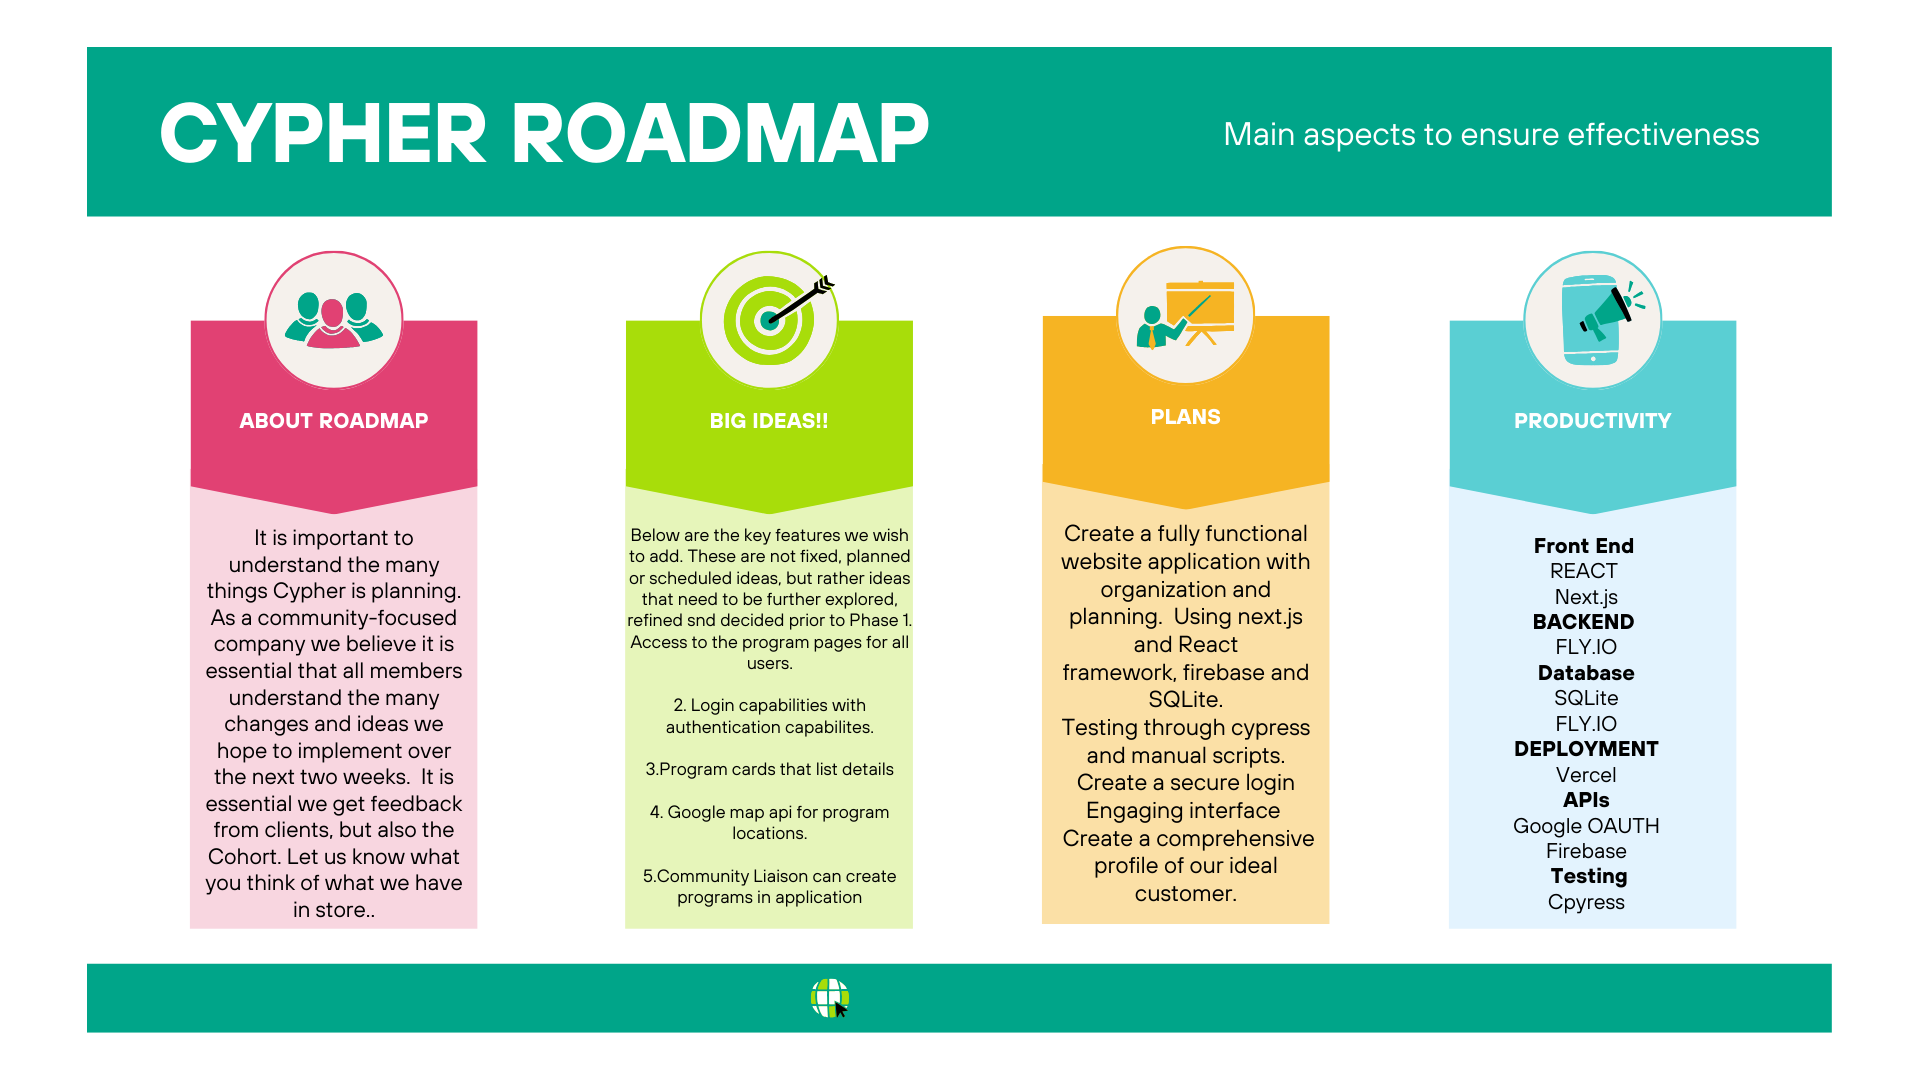 CYPHER ROADMAP
Main aspects to ensure effectiveness
ABOUT ROADMAP
It is important to
understand the many
things Cypher is planning.
As a community-focused
company we believe it is
essential that all members
understand the many
changes and ideas we
hope to implement over
the next two weeks. It is
essential we get feedback
from clients, but also the
Cohort. Let us know what
you think of what we have
in store..
BIG IDEAS!!
Below are the key features we wish
to add. These are not fixed, planned
or scheduled ideas, but rather ideas
that need to be further explored,
refined snd decided prior to Phase 1.
Access to the program pages for all
users.
2. Login capabilities with
authentication capabilites.
3.Program cards that list details
4. Google map api for program
locations.
5.Community Liaison can create
programs in application
PLANS
Create a fully functional
website application with
organization and
planning. Using next.js
and React
framework, firebase and
SQLite.
Testing through cypress
and manual scripts.
Create a secure login
Engaging interface
Create a comprehensive
profile of our ideal
customer.
PRODUCTIVITY
Front End
REACT
Next.js
BACKEND
FLY.IO
Database
SQLite
FLY.IO
DEPLOYMENT
Vercel
APIs
Google OAUTH
Firebase
Testing
Cpyress